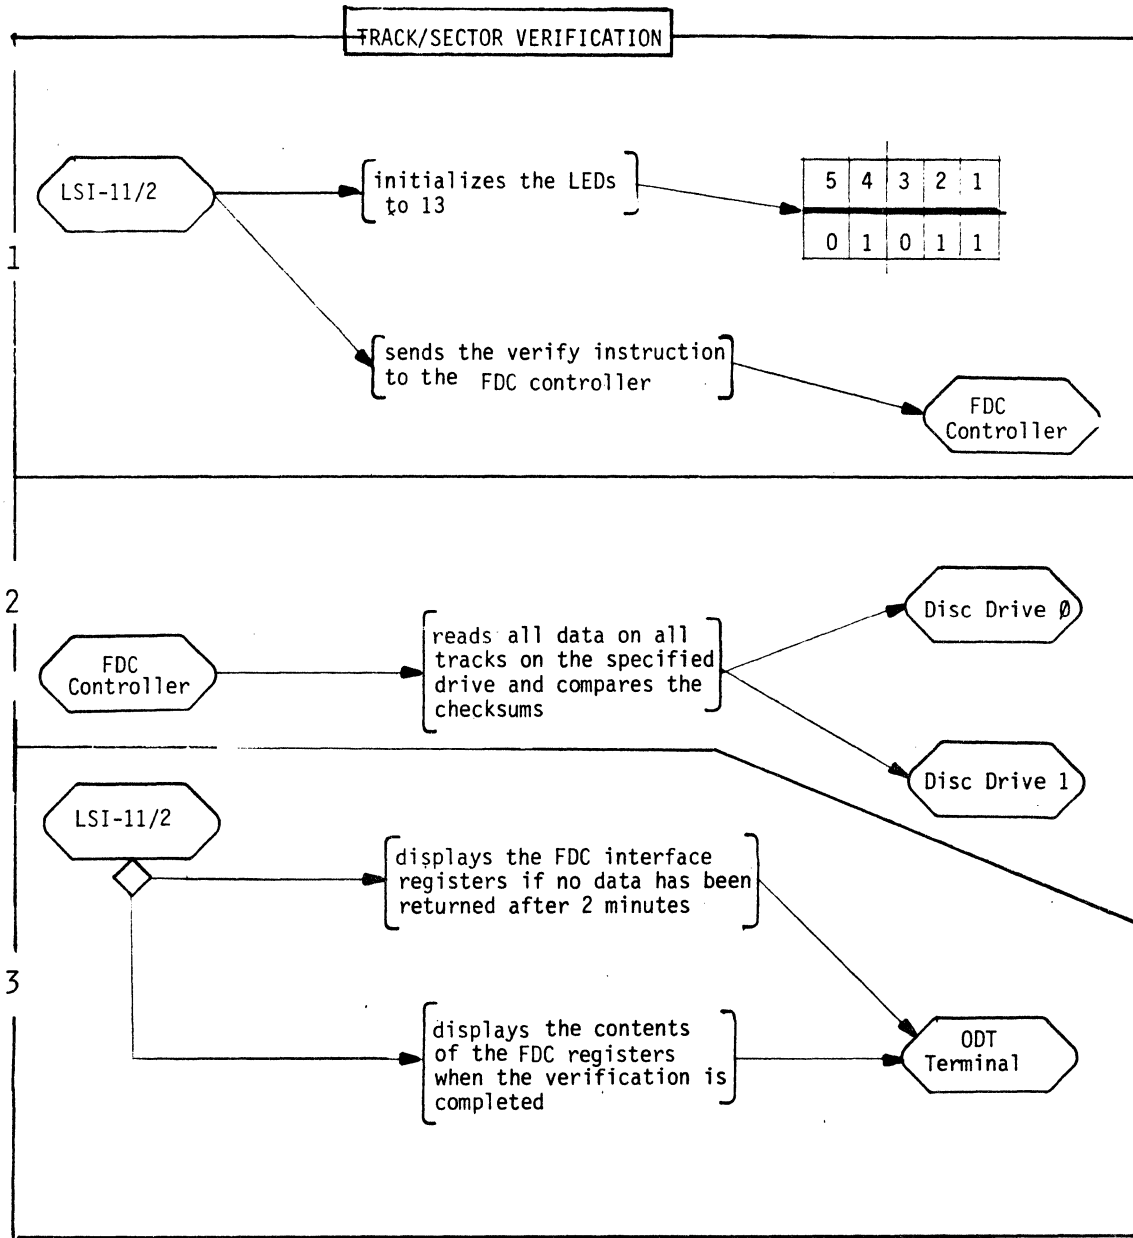 TRACK/SECTOR VERIFICATION
1
LSI-11/2
initializes the LEDs
to 13
5 4 3 2 1
0 1 0 1 1
sends the verify instruction
to the FDC controller
FDC
Controller
2
FDC
Controller
reads all data on all
tracks on the specified
drive and compares the
checksums
Disc Drive Ø
Disc Drive 1
3
LSI-11/2
displays the FDC interface
registers if no data has been
returned after 2 minutes
displays the contents
of the FDC registers
when the verification is
completed
ODT
Terminal